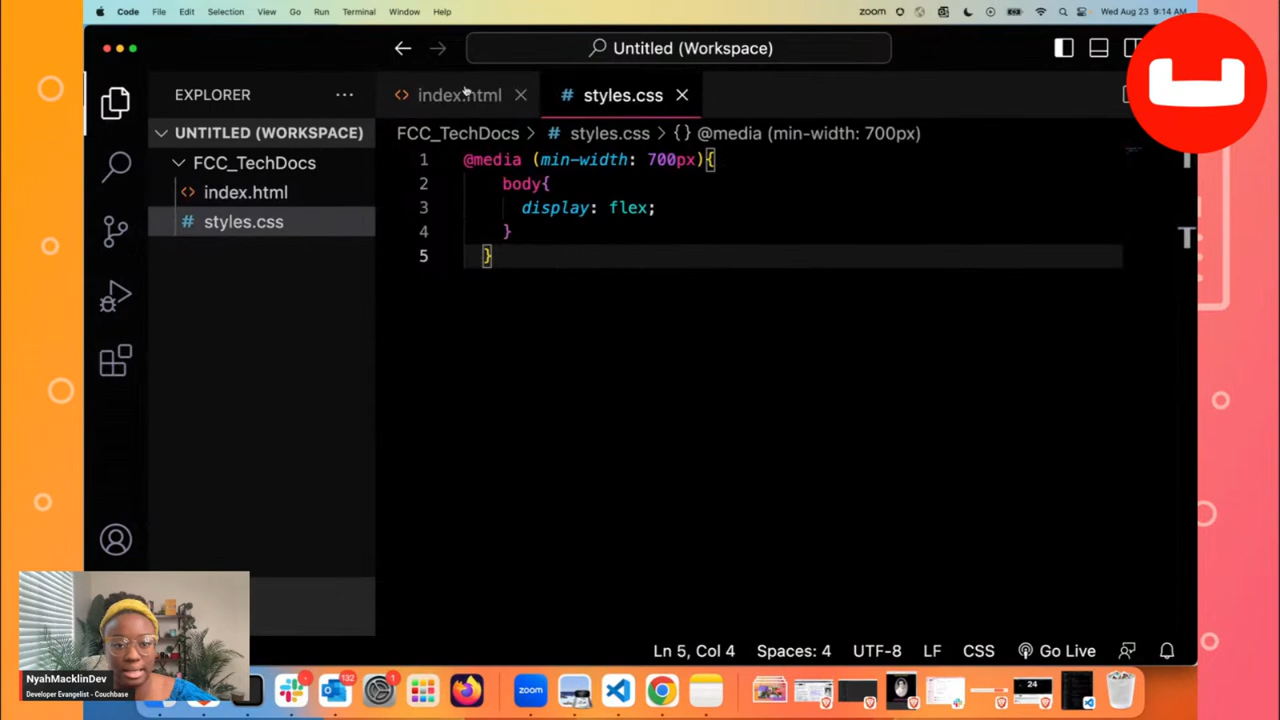 Code File Edit Selection View Go Run Terminal Window Help zoom Wed Aug 23 9:14 AM
Untitled (Workspace)
EXPLORER
index.html
styles.css
UNTITLED (WORKSPACE)
FCC_TechDocs
index.html
styles.css
FCC_TechDocs > # styles.css > {} @media (min-width: 700px)
1 @media (min-width: 700px){
2 body{
3 display: flex;
4 }
5 }
NyahMacklinDev
Developer Evangelist - Couchbase
Ln 5, Col 4 Spaces: 4 UTF-8 LF CSS Go Live
132
1
zoom
24